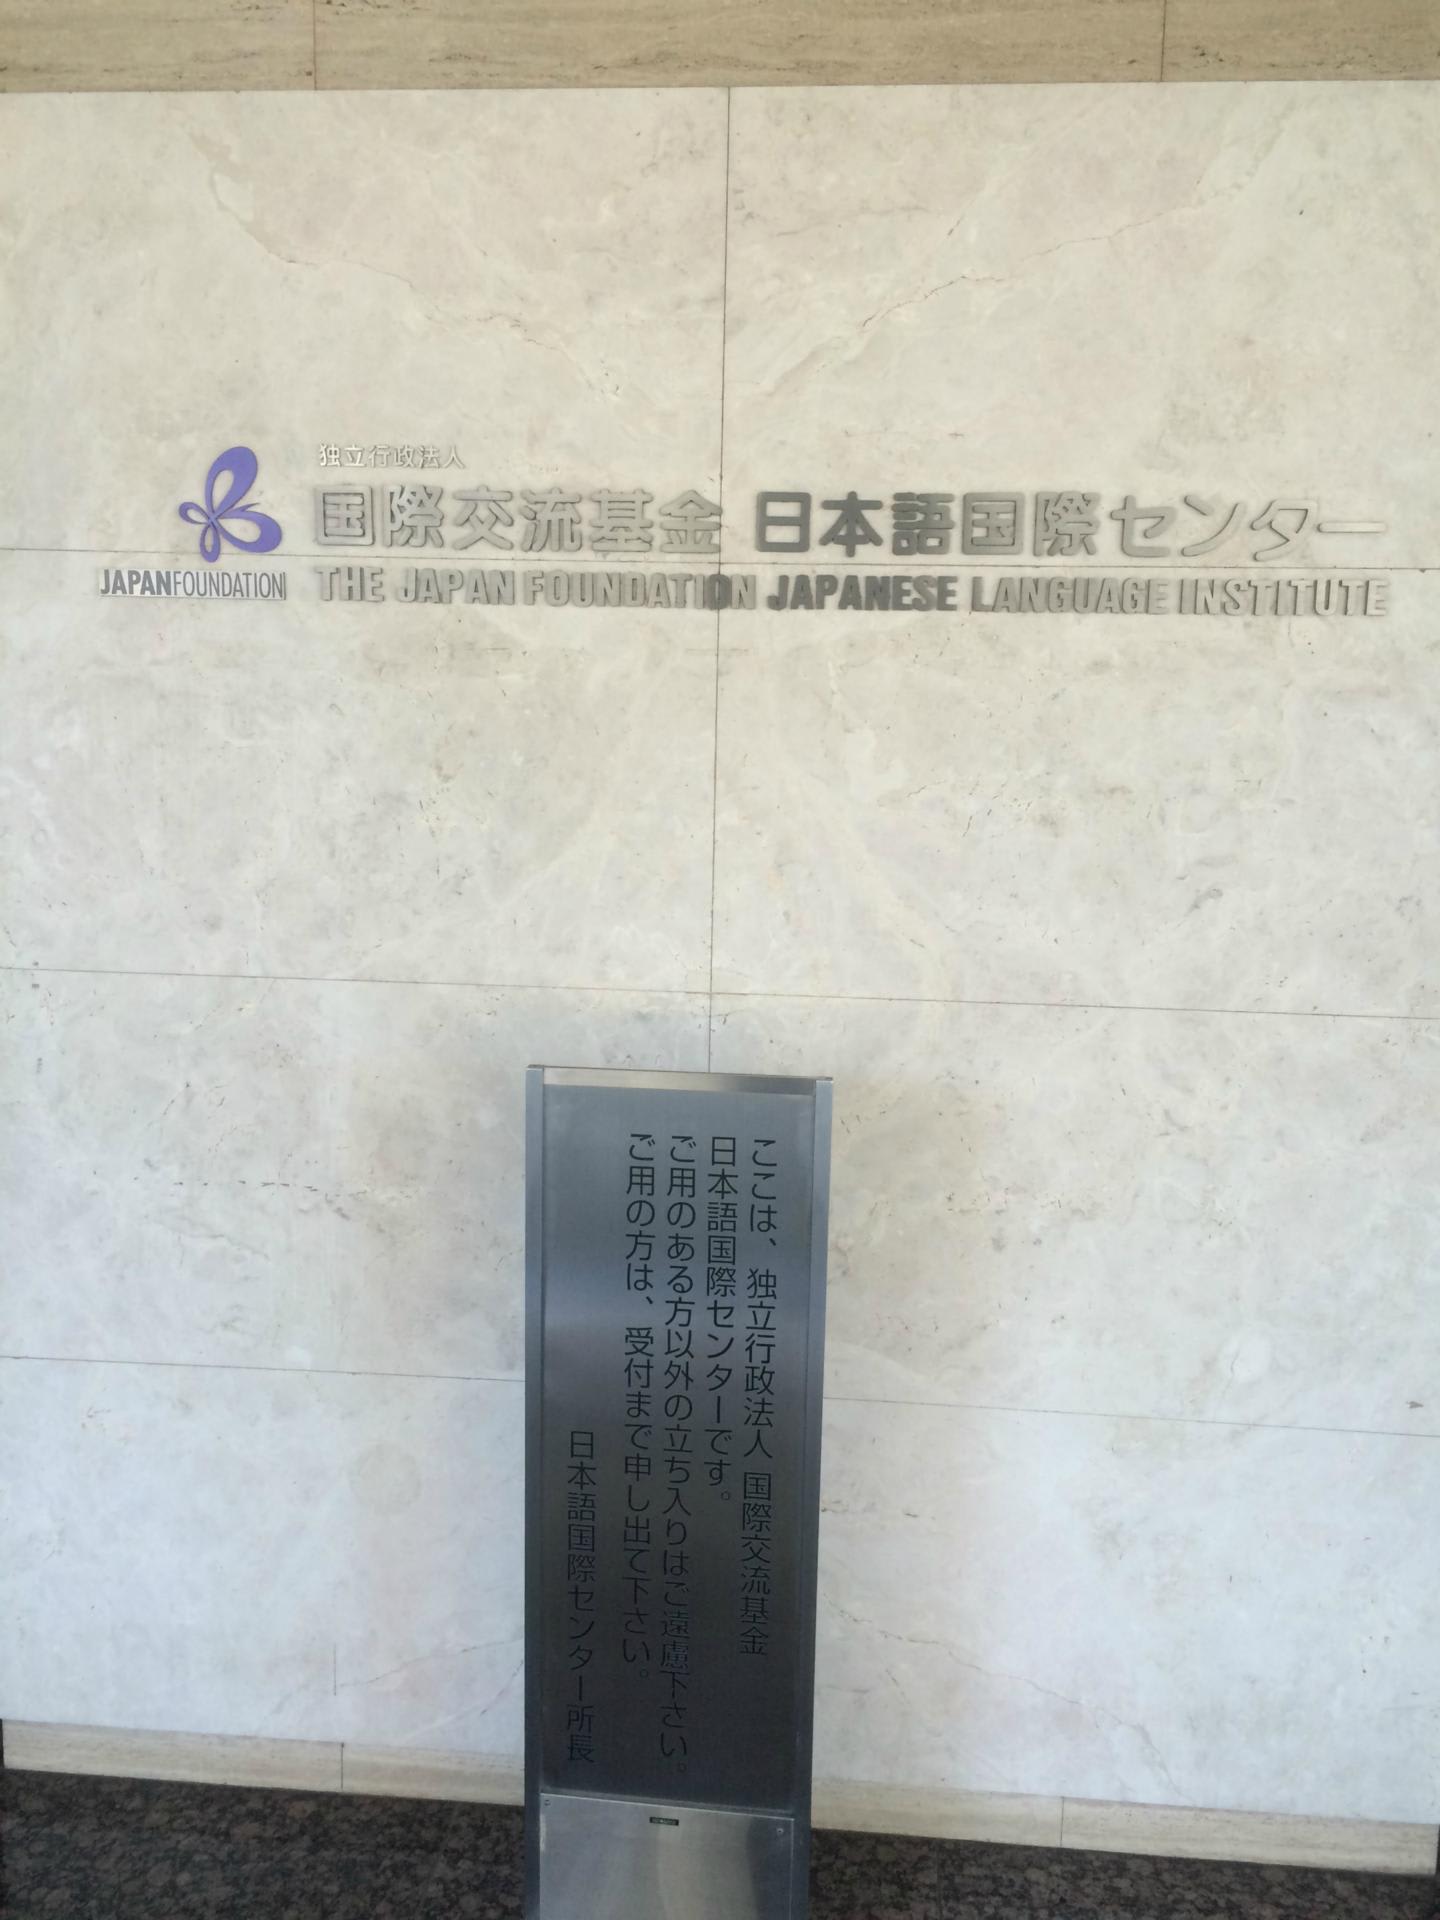 独立行政法人
国際交流基金 日本語国際センター
JAPANFOUNDATION
THE JAPAN FOUNDATION JAPANESE LANGUAGE INSTITUTE
ここは、独立行政法人 国際交流基金
日本語国際センターです。
ご用のある方以外の立ち入りはご遠慮下さい。
ご用の方は、受付まで申し出て下さい。
日本語国際センター所長